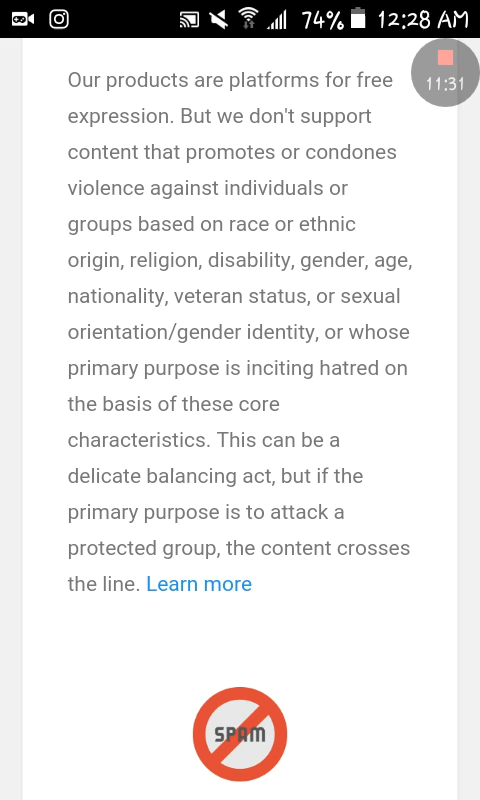 74% 12:28 AM
11:31
Our products are platforms for free
expression. But we don't support
content that promotes or condones
violence against individuals or
groups based on race or ethnic
origin, religion, disability, gender, age,
nationality, veteran status, or sexual
orientation/gender identity, or whose
primary purpose is inciting hatred on
the basis of these core
characteristics. This can be a
delicate balancing act, but if the
primary purpose is to attack a
protected group, the content crosses
the line. Learn more
SPAM